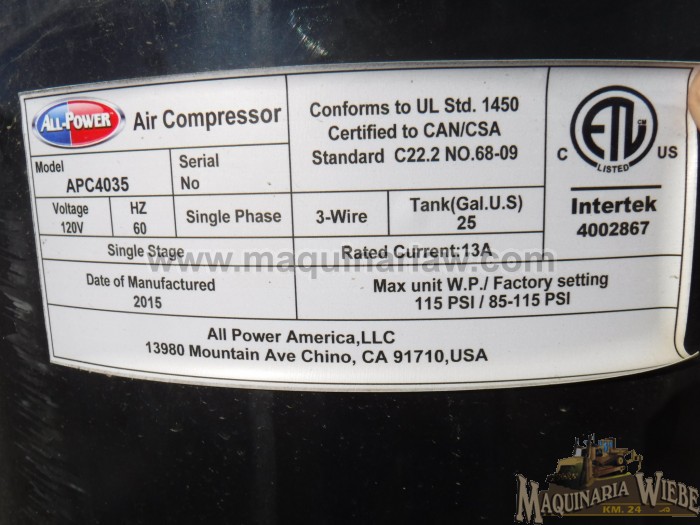 ALL-POWER Air Compressor
Conforms to UL Std. 1450
Certified to CAN/CSA
Standard C22.2 NO.68-09
Model
APC4035
Serial
No
Voltage
120V
HZ
60
Single Phase
3-Wire
Tank(Gal.U.S)
25
Single Stage
Rated Current:13A
Date of Manufactured
2015
Max unit W.P./ Factory setting
115 PSI / 85-115 PSI
All Power America,LLC
13980 Mountain Ave Chino, CA 91710,USA
ETL
CM
LISTED
C US
Intertek
4002867
www.maquinariaw.com
MAQUINARIA WIEBE
KM. 24